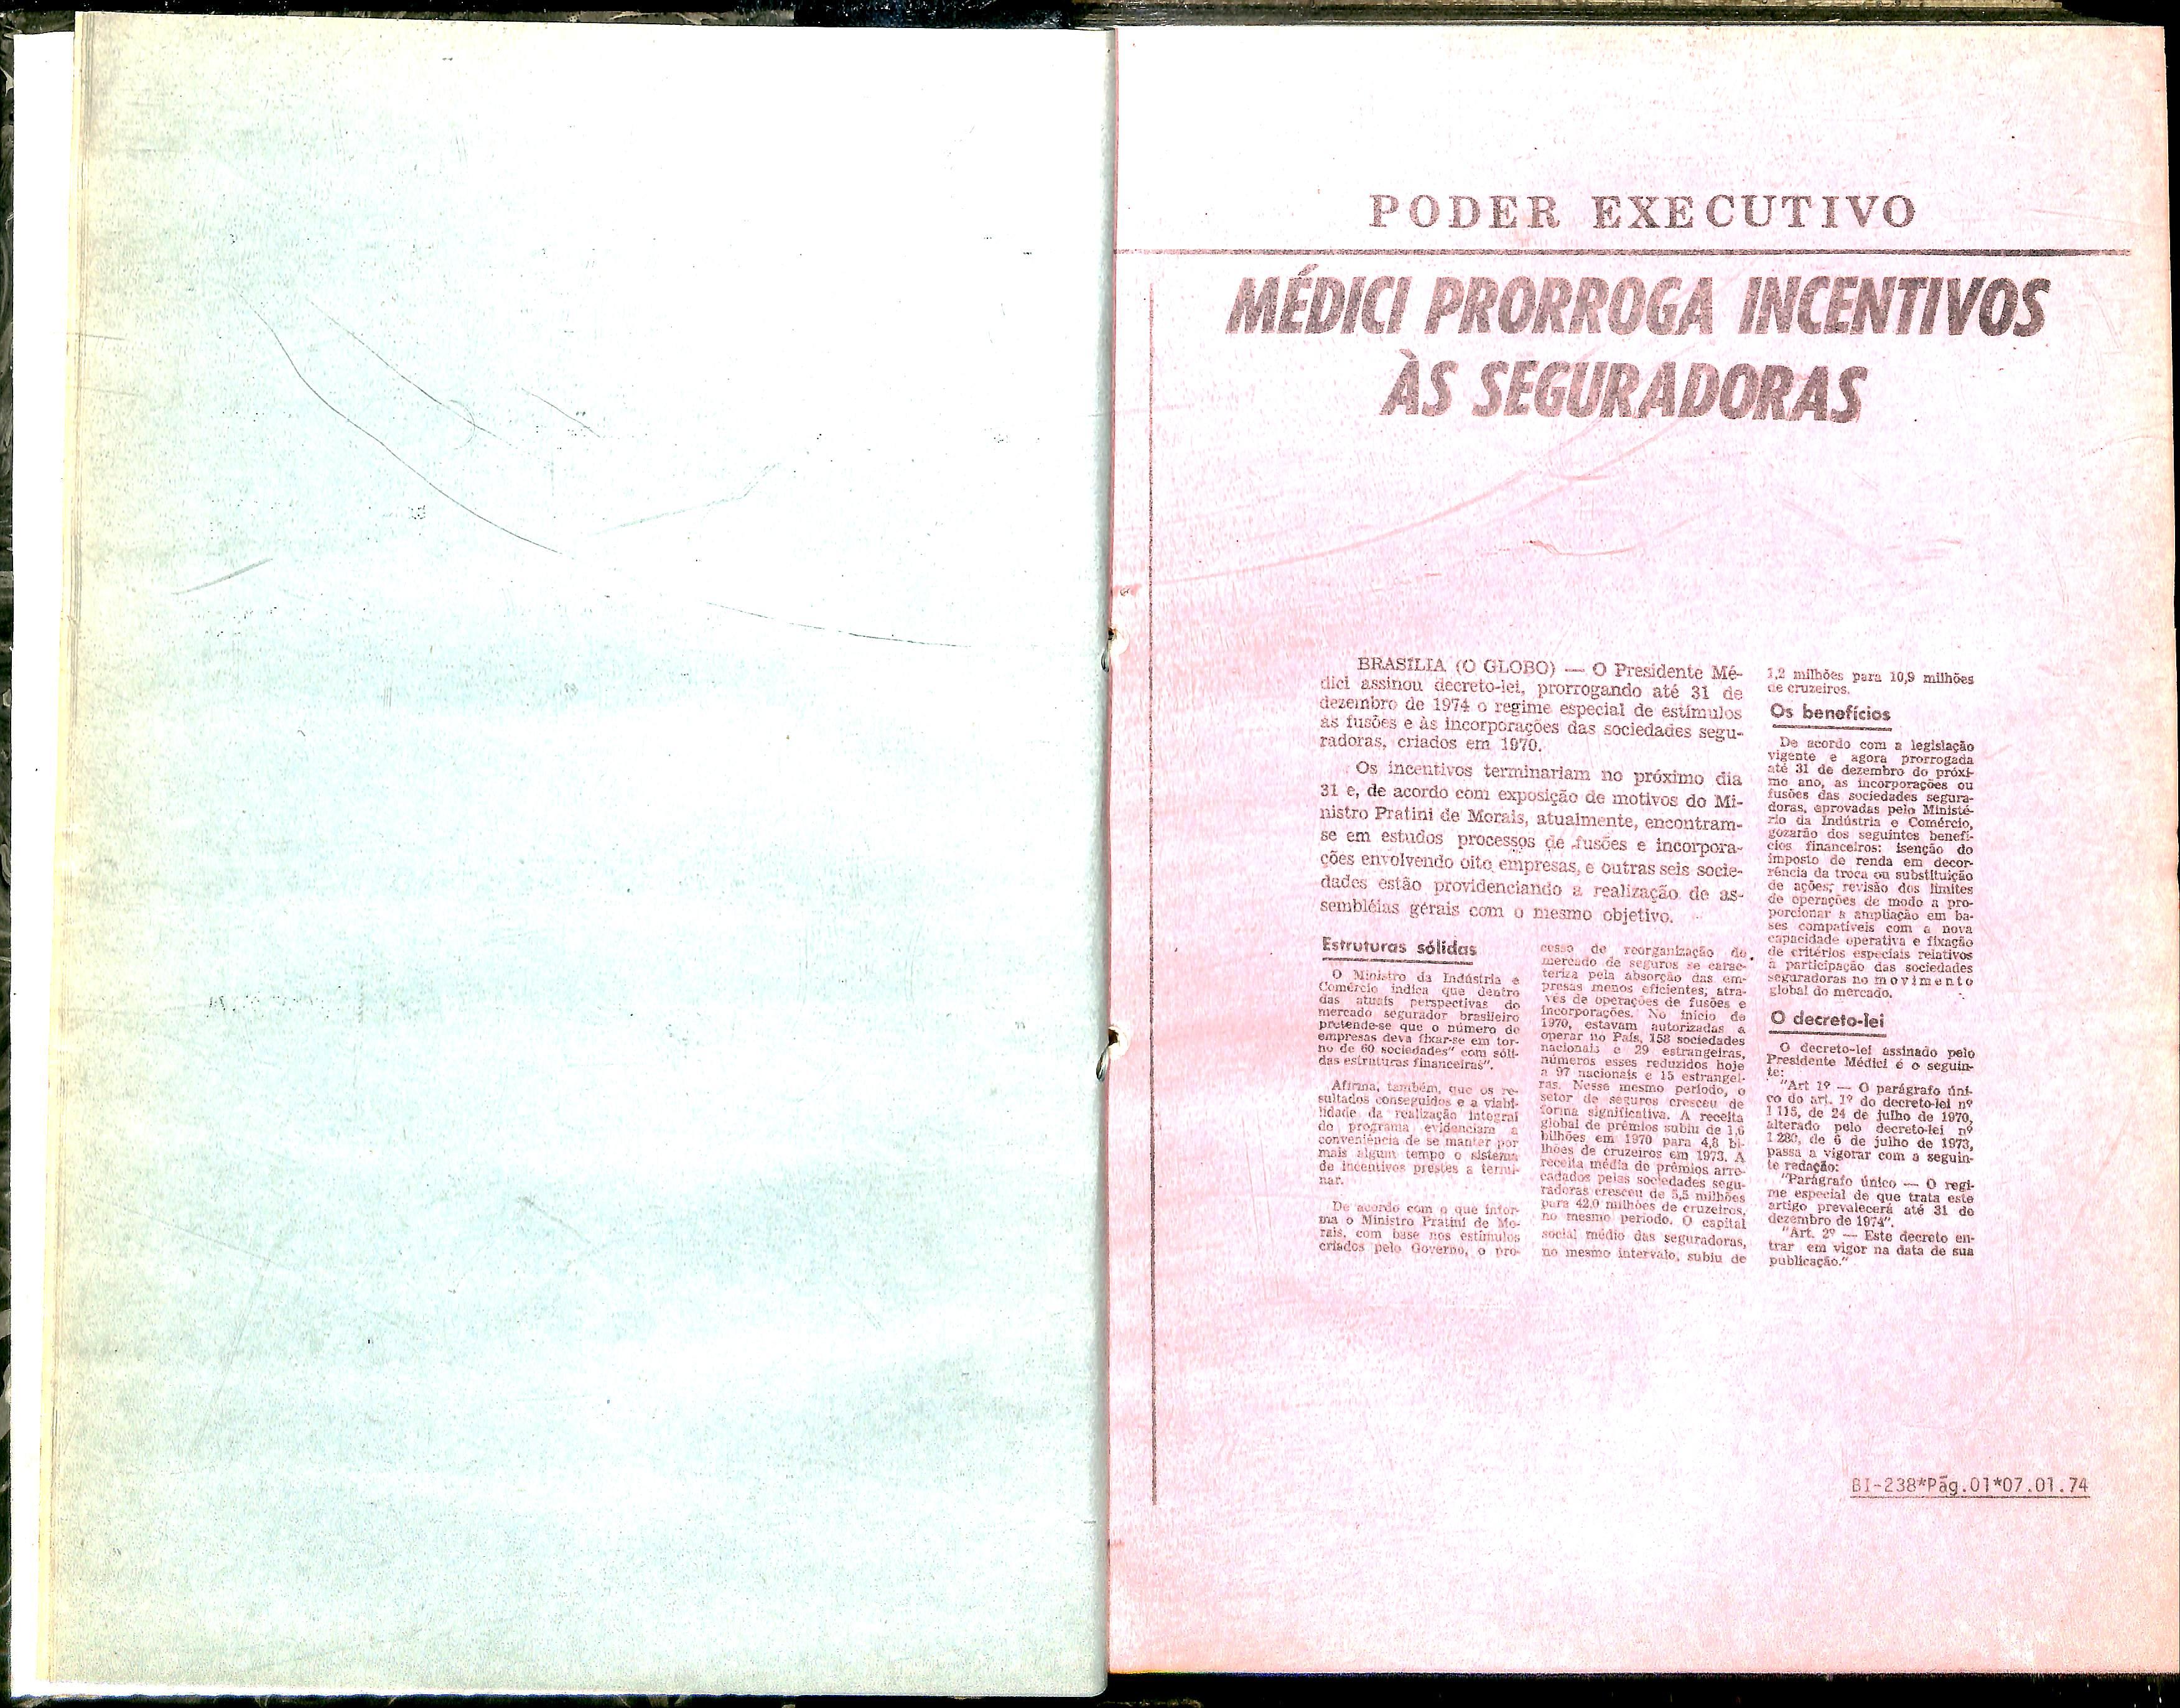 PODER EXECUTIVO
MÉDICI PRORROGA INCENTIVOS
ÀS SEGURADORAS
BRASÍLIA (O GLOBO) — O Presidente Mé-
dici assinou decreto-lei, prorrogando até 31 de
dezembro de 1974 o regime especial de estímulos
às fusões e às incorporações das sociedades segu-
radoras, criados em 1970.
Os incentivos terminariam no próximo dia
31 e, de acordo com exposição de motivos do Mi-
nistro Pratini de Morais, atualmente, encontram-
se em estudos processos de fusões e incorpora-
ções envolvendo oito empresas, e outras seis socie-
dades estão providenciando a realização de as-
sembléias gerais com o mesmo objetivo.
Estruturas sólidas
O Ministro da Indústria e
Comércio indica que dentro
das atuais perspectivas do
mercado segurador brasileiro
pretende-se que o número de
empresas deva fixar-se em tor-
no de 60 sociedades" com sóli-
das estruturas financeiras".
Afirma, também, que os re-
sultados conseguidos e a viabi-
lidade da realização integral
do programa evidenciam a
conveniência de se manter por
mais algum tempo o sistema
de incentivos prestes a termi-
nar.
De acordo com o que infor-
ma o Ministro Pratini de Mo-
rais, com base nos estímulos
criados pelo Governo, o pro-
cesso de reorganização do
mercado de seguros se carac-
teriza pela absorção das em-
presas menos eficientes, atra-
vés de operações de fusões e
incorporações. No início de
1970, estavam autorizadas a
operar no País, 158 sociedades
nacionais e 29 estrangeiras,
números esses reduzidos hoje
a 97 nacionais e 15 estrangei-
ras. Nesse mesmo período, o
setor de seguros cresceu de
forma significativa. A receita
global de prêmios subiu de 1,6
bilhões em 1970 para 4,8 bi-
lhões de cruzeiros em 1973. A
receita média de prêmios arre-
cadados pelas sociedades segu-
radoras cresceu de 5,5 milhões
para 42,0 milhões de cruzeiros,
no mesmo período. O capital
social médio das seguradoras,
no mesmo intervalo, subiu de
1,2 milhões para 10,9 milhões
de cruzeiros.
Os benefícios
De acordo com a legislação
vigente e agora prorrogada
até 31 de dezembro do próxi-
mo ano, as incorporações ou
fusões das sociedades segura-
doras, aprovadas pelo Ministé-
rio da Indústria e Comércio,
gozarão dos seguintes benefí-
cios financeiros: isenção do
imposto de renda em decor-
rência da troca ou substituição
de ações; revisão dos limites
de operações de modo a pro-
porcionar a ampliação em ba-
ses compatíveis com a nova
capacidade operativa e fixação
de critérios especiais relativos
à participação das sociedades
seguradoras no movimento
global do mercado.
O decreto-lei
O decreto-lei assinado pelo
Presidente Médici é o seguin-
te:
"Art 1º — O parágrafo úni-
co do art. 1º do decreto-lei nº
1 115, de 24 de julho de 1970,
alterado pelo decreto-lei nº
1 280, de 6 de julho de 1973,
passa a vigorar com a seguin-
te redação:
"Parágrafo único — O regi-
me especial de que trata este
artigo prevalecerá até 31 de
dezembro de 1974".
"Art. 2º — Este decreto en-
trar em vigor na data de sua
publicação."
BI-238*Pág.01*07.01.74